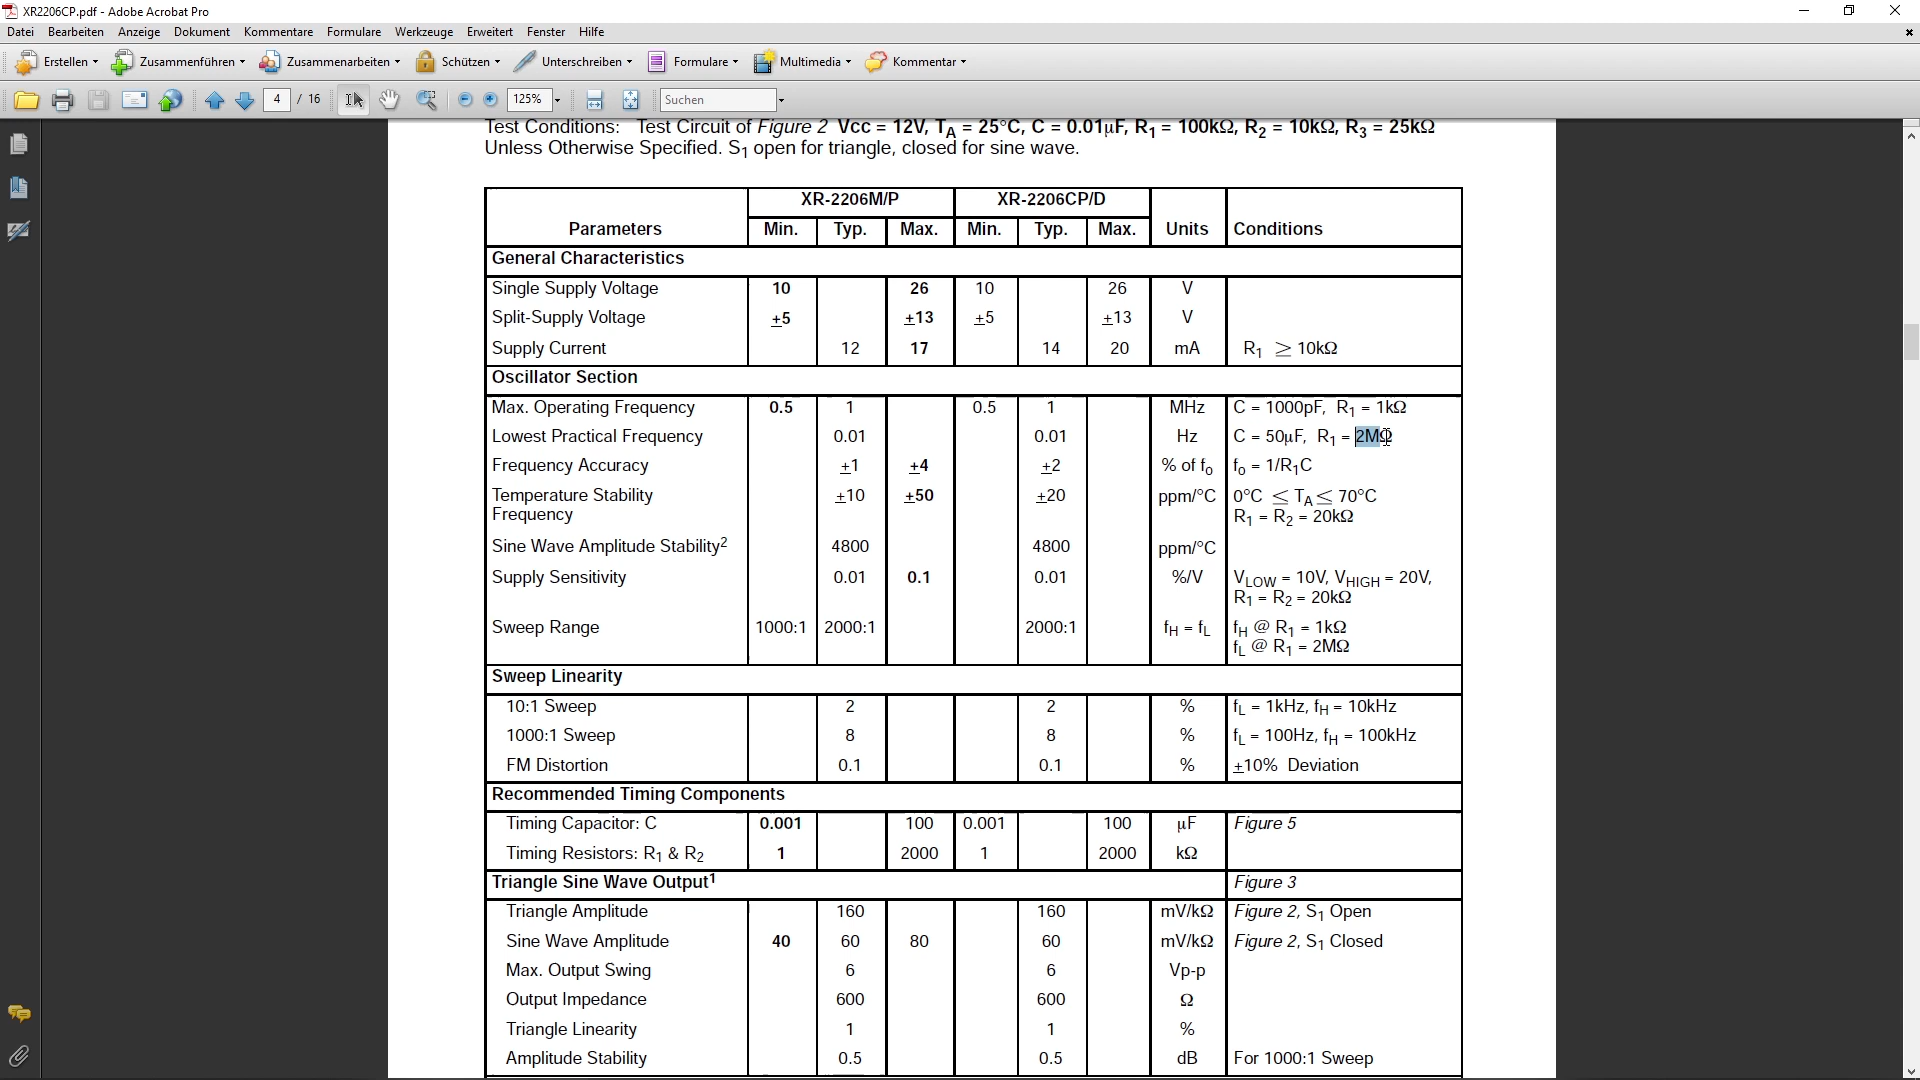 XR2206CP.pdf - Adobe Acrobat Pro
Datei Bearbeiten Anzeige Dokument Kommentare Formulare Werkzeuge Erweitert Fenster Hilfe
Erstellen Zusammenführen Zusammenarbeiten Schützen Unterschreiben Formulare Multimedia Kommentar
4 / 16 125% Suchen
Test Conditions: Test Circuit of Figure 2 Vcc = 12V, TA = 25°C, C = 0.01μF, R1 = 100kΩ, R2 = 10kΩ, R3 = 25kΩ
Unless Otherwise Specified. S1 open for triangle, closed for sine wave.
XR-2206M/P XR-2206CP/D
Parameters Min. Typ. Max. Min. Typ. Max. Units Conditions
General Characteristics
Single Supply Voltage 10 26 10 26 V
Split-Supply Voltage ±5 ±13 ±5 ±13 V
Supply Current 12 17 14 20 mA R1 ≥ 10kΩ
Oscillator Section
Max. Operating Frequency 0.5 1 0.5 1 MHz C = 1000pF, R1 = 1kΩ
Lowest Practical Frequency 0.01 0.01 Hz C = 50μF, R1 = 2MΩ
Frequency Accuracy ±1 ±4 ±2 % of fo fo = 1/R1C
Temperature Stability ±10 ±50 ±20 ppm/°C 0°C ≤ TA ≤ 70°C
Frequency R1 = R2 = 20kΩ
Sine Wave Amplitude Stability2 4800 4800 ppm/°C
Supply Sensitivity 0.01 0.1 0.01 %/V VLOW = 10V, VHIGH = 20V,
R1 = R2 = 20kΩ
Sweep Range 1000:1 2000:1 2000:1 fH = fL fH @ R1 = 1kΩ
fL @ R1 = 2MΩ
Sweep Linearity
10:1 Sweep 2 2 % fL = 1kHz, fH = 10kHz
1000:1 Sweep 8 8 % fL = 100Hz, fH = 100kHz
FM Distortion 0.1 0.1 % ±10% Deviation
Recommended Timing Components
Timing Capacitor: C 0.001 100 0.001 100 μF Figure 5
Timing Resistors: R1 & R2 1 2000 1 2000 kΩ
Triangle Sine Wave Output1 Figure 3
Triangle Amplitude 160 160 mV/kΩ Figure 2, S1 Open
Sine Wave Amplitude 40 60 80 60 mV/kΩ Figure 2, S1 Closed
Max. Output Swing 6 6 Vp-p
Output Impedance 600 600 Ω
Triangle Linearity 1 1 %
Amplitude Stability 0.5 0.5 dB For 1000:1 Sweep